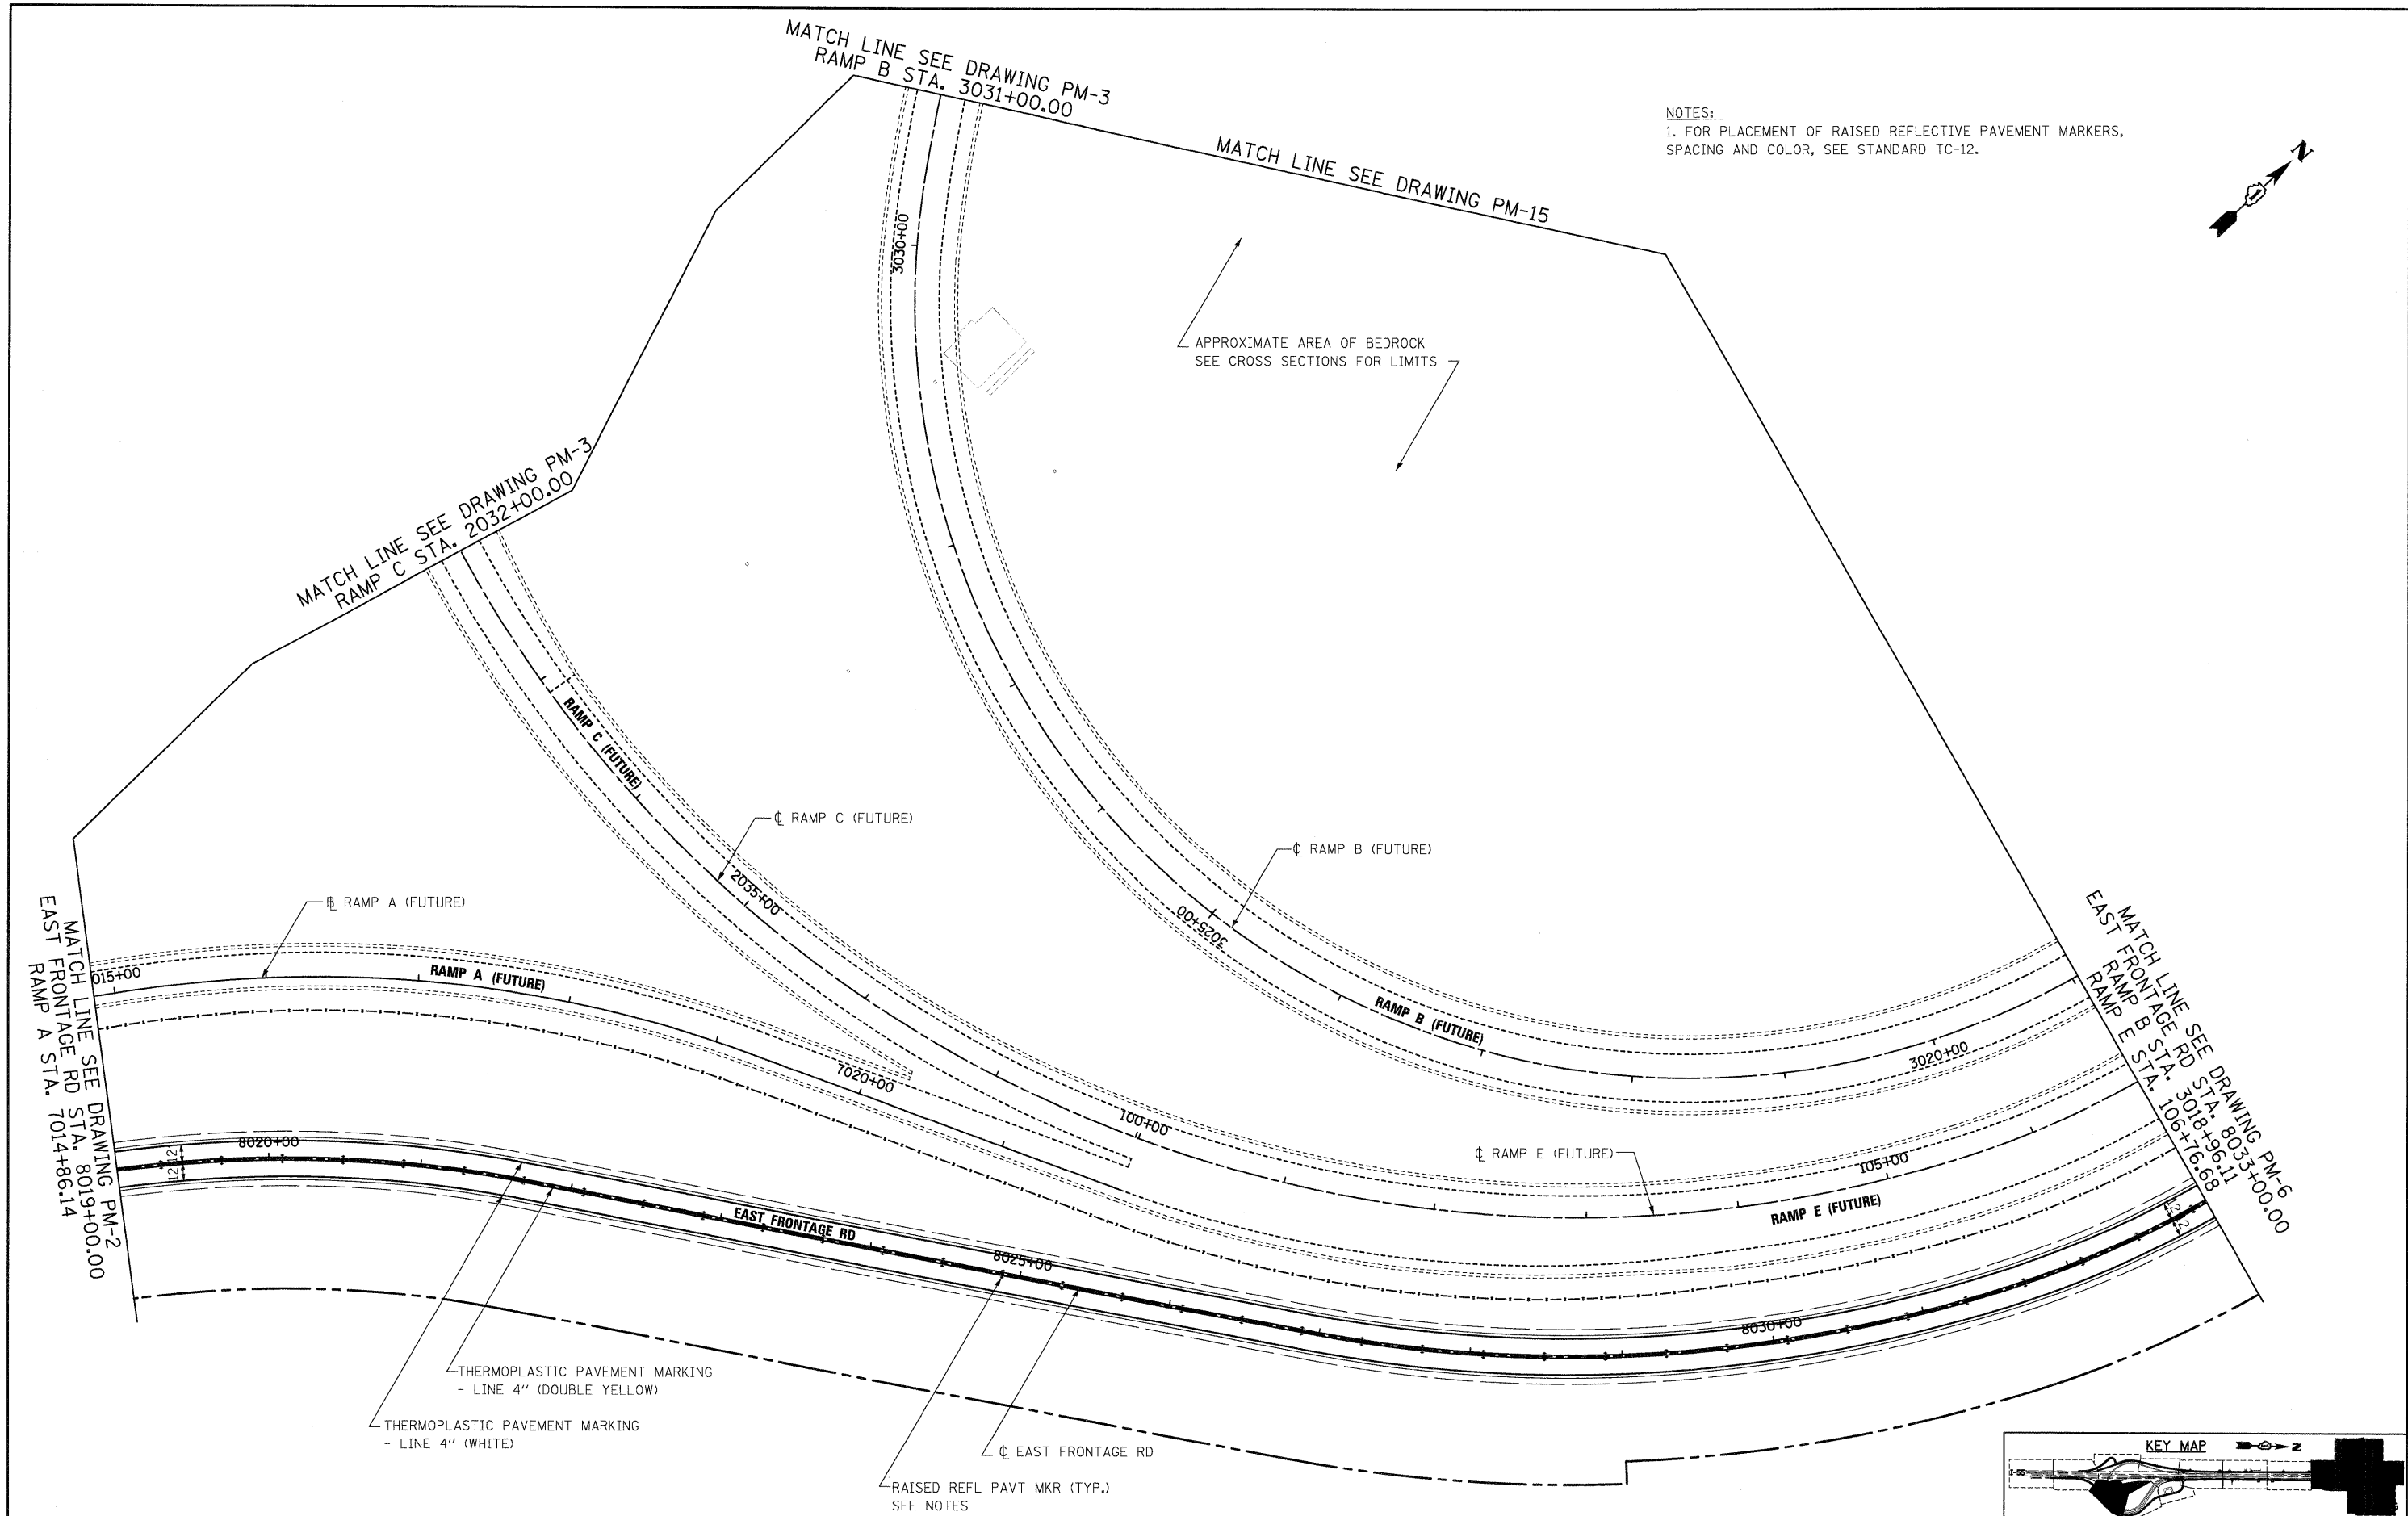 MATCH LINE SEE DRAWING PM-3
RAMP B STA. 3031+00.00
MATCH LINE SEE DRAWING PM-15
NOTES:
1. FOR PLACEMENT OF RAISED REFLECTIVE PAVEMENT MARKERS,
SPACING AND COLOR, SEE STANDARD TC-12.
N
3030+00
APPROXIMATE AREA OF BEDROCK
SEE CROSS SECTIONS FOR LIMITS
MATCH LINE SEE DRAWING PM-3
RAMP C STA. 2032+00.00
RAMP C (FUTURE)
℄ RAMP C (FUTURE)
2035+00
℄ RAMP B (FUTURE)
3025+00
RAMP B (FUTURE)
3020+00
MATCH LINE SEE DRAWING PM-6
EAST FRONTAGE RD STA. 8033+00.00
RAMP B STA. 3018+96.11
RAMP E STA. 106+76.68
BL RAMP A (FUTURE)
015+00
RAMP A (FUTURE)
7020+00
100+00
℄ RAMP E (FUTURE)
105+00
RAMP E (FUTURE)
MATCH LINE SEE DRAWING PM-2
EAST FRONTAGE RD STA. 8019+00.00
RAMP A STA. 7014+86.14
12 12
8020+00
EAST FRONTAGE RD
8025+00
8030+00
THERMOPLASTIC PAVEMENT MARKING
- LINE 4" (DOUBLE YELLOW)
THERMOPLASTIC PAVEMENT MARKING
- LINE 4" (WHITE)
℄ EAST FRONTAGE RD
RAISED REFL PAVT MKR (TYP.)
SEE NOTES
KEY MAP
N
I-55